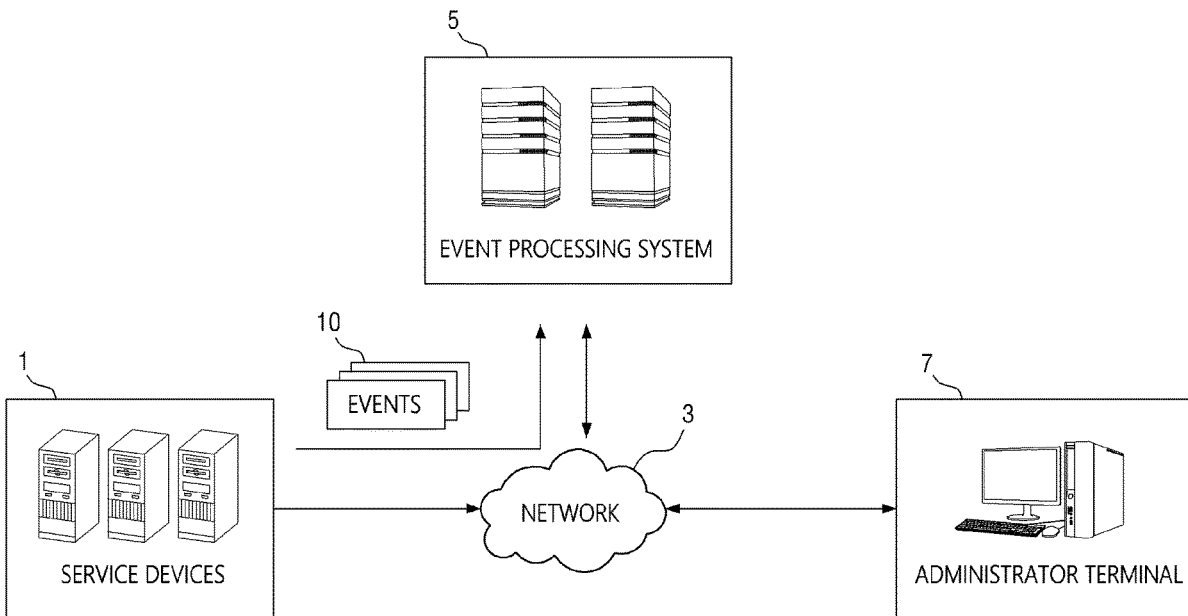 5
EVENT PROCESSING SYSTEM
10
EVENTS
1
SERVICE DEVICES
3
NETWORK
7
ADMINISTRATOR TERMINAL